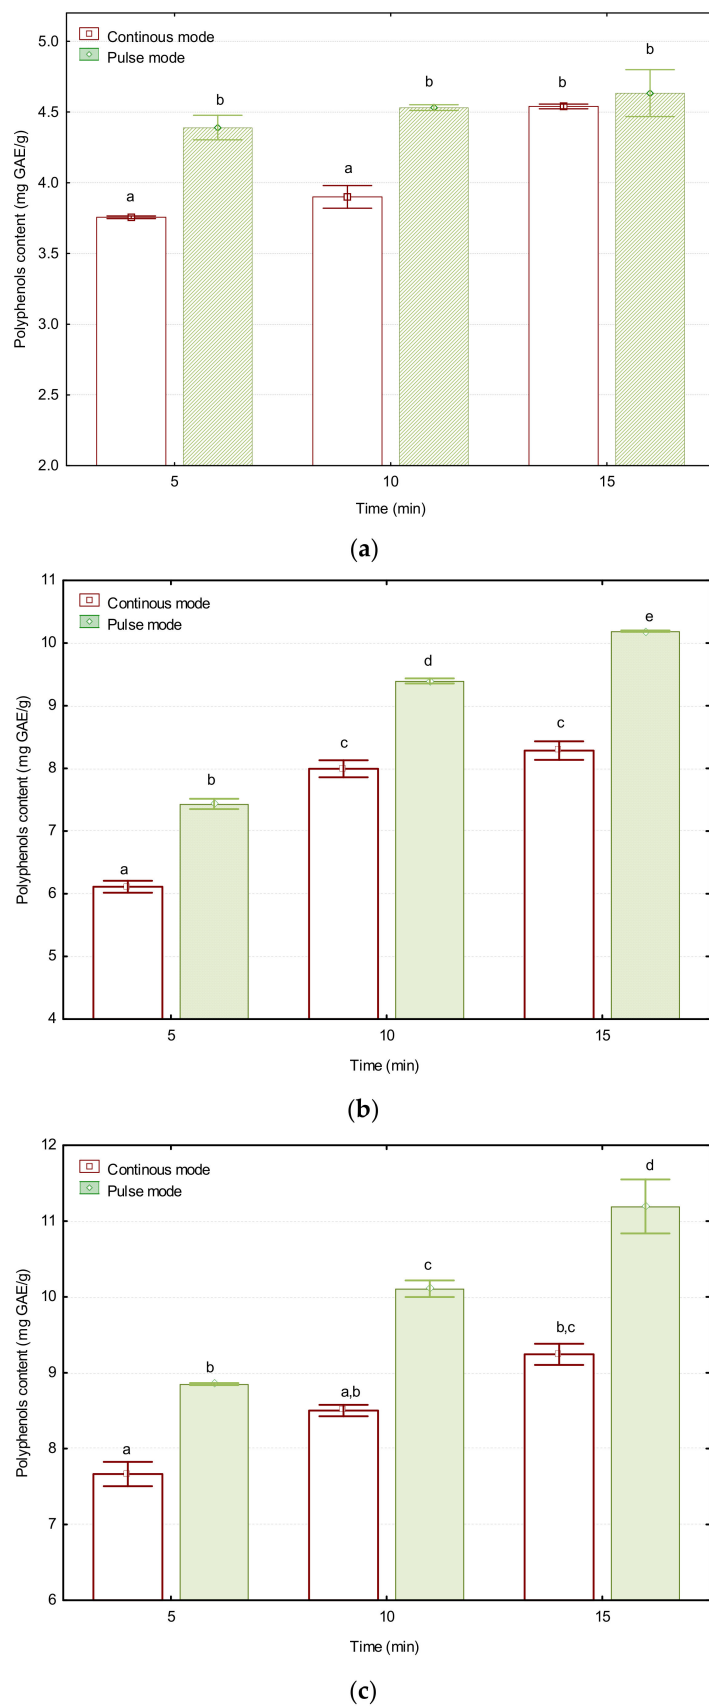 Continous mode
Pulse mode
Polyphenols content (mg GAE/g)
5.0
4.5
4.0
3.5
3.0
2.5
2.0
a
b
a
b
b
b
5
10
15
Time (min)
(a)
Continous mode
Pulse mode
Polyphenols content (mg GAE/g)
11
10
9
8
7
6
5
4
a
b
c
d
c
e
5
10
15
Time (min)
(b)
Continous mode
Pulse mode
Polyphenols content (mg GAE/g)
12
11
10
9
8
7
6
a
b
a,b
c
b,c
d
5
10
15
Time (min)
(c)